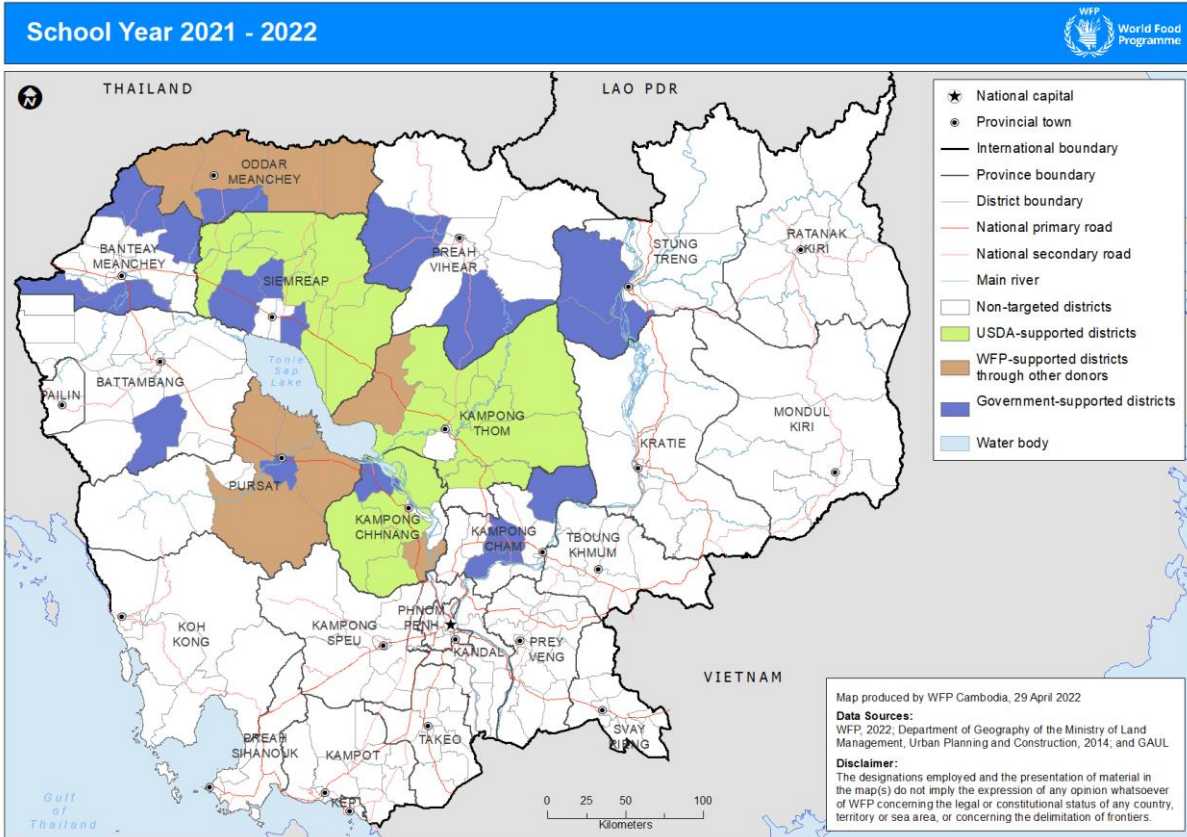 School Year 2021 - 2022
WFP
World Food
Programme
N
THAILAND
LAO PDR
ODDAR
MEANCHEY
BANTEAY
MEANCHEY
SIEMREAP
PREAH
VIHEAR
STUNG
TRENG
RATANAK
KIRI
Tonle
Sap
Lake
BATTAMBANG
PAILIN
KAMPONG
THOM
KRATIE
MONDUL
KIRI
PURSAT
KAMPONG
CHHNANG
KAMPONG
CHAM
TBOUNG
KHMUM
KOH
KONG
KAMPONG
SPEU
PHNOM
PENH
KANDAL
PREY
VENG
VIETNAM
SVAY
RIENG
PREAH
SIHANOUK
KAMPOT
TAKEO
KEP
Gulf
of
Thailand
0 25 50 100
Kilometers
National capital
Provincial town
International boundary
Province boundary
District boundary
National primary road
National secondary road
Main river
Non-targeted districts
USDA-supported districts
WFP-supported districts
through other donors
Government-supported districts
Water body
Map produced by WFP Cambodia, 29 April 2022
Data Sources:
WFP, 2022; Department of Geography of the Ministry of Land
Management, Urban Planning and Construction, 2014; and GAUL
Disclaimer:
The designations employed and the presentation of material in
the map(s) do not imply the expression of any opinion whatsoever
of WFP concerning the legal or constitutional status of any country,
territory or sea area, or concerning the delimitation of frontiers.